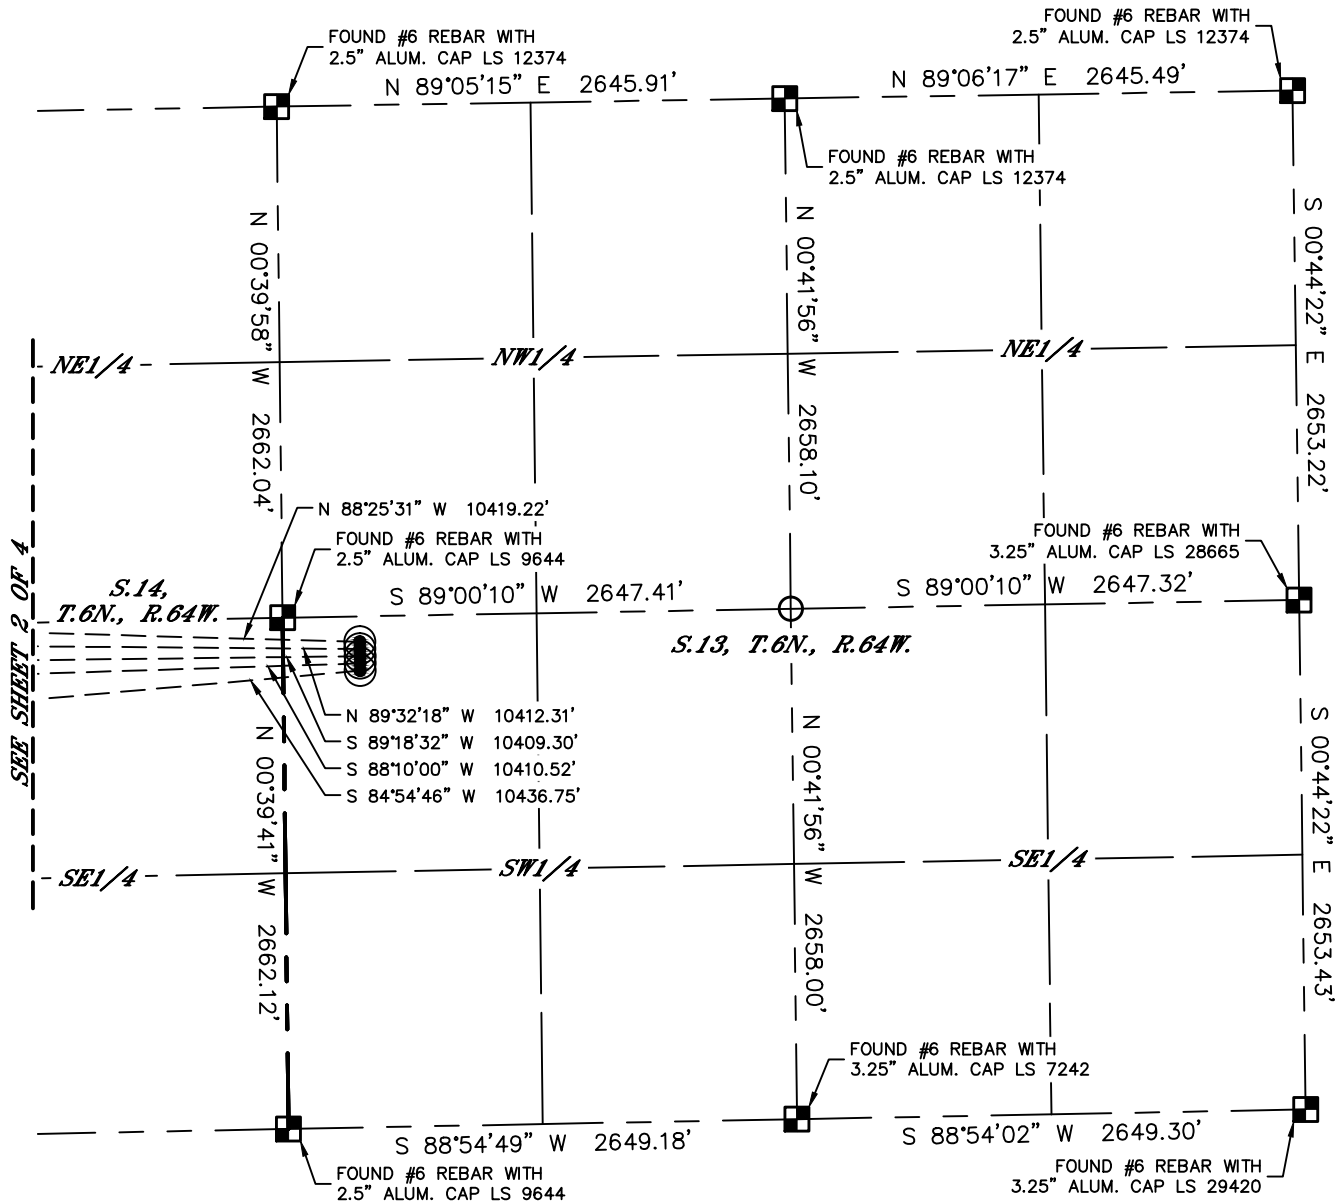 FOUND #6 REBAR WITH
2.5" ALUM. CAP LS 12374
FOUND #6 REBAR WITH
2.5" ALUM. CAP LS 12374
N 89°05'15" E 2645.91'
N 89°06'17" E 2645.49'
FOUND #6 REBAR WITH
2.5" ALUM. CAP LS 12374
N 00°39'58" W 2662.04'
N 00°41'56" W 2658.10'
S 00°44'22" E 2653.22'
NE1/4
NW1/4
NE1/4
N 88°25'31" W 10419.22'
FOUND #6 REBAR WITH
2.5" ALUM. CAP LS 9644
FOUND #6 REBAR WITH
3.25" ALUM. CAP LS 28665
SEE SHEET 2 OF 4
S.14,
T.6N., R.64W.
S 89°00'10" W 2647.41'
S 89°00'10" W 2647.32'
S.13, T.6N., R.64W.
N 89°32'18" W 10412.31'
S 89°18'32" W 10409.30'
S 88°10'00" W 10410.52'
S 84°54'46" W 10436.75'
N 00°39'41" W 2662.12'
N 00°41'56" W 2658.00'
S 00°44'22" E 2653.43'
SE1/4
SW1/4
SE1/4
FOUND #6 REBAR WITH
3.25" ALUM. CAP LS 7242
S 88°54'49" W 2649.18'
S 88°54'02" W 2649.30'
FOUND #6 REBAR WITH
2.5" ALUM. CAP LS 9644
FOUND #6 REBAR WITH
3.25" ALUM. CAP LS 29420